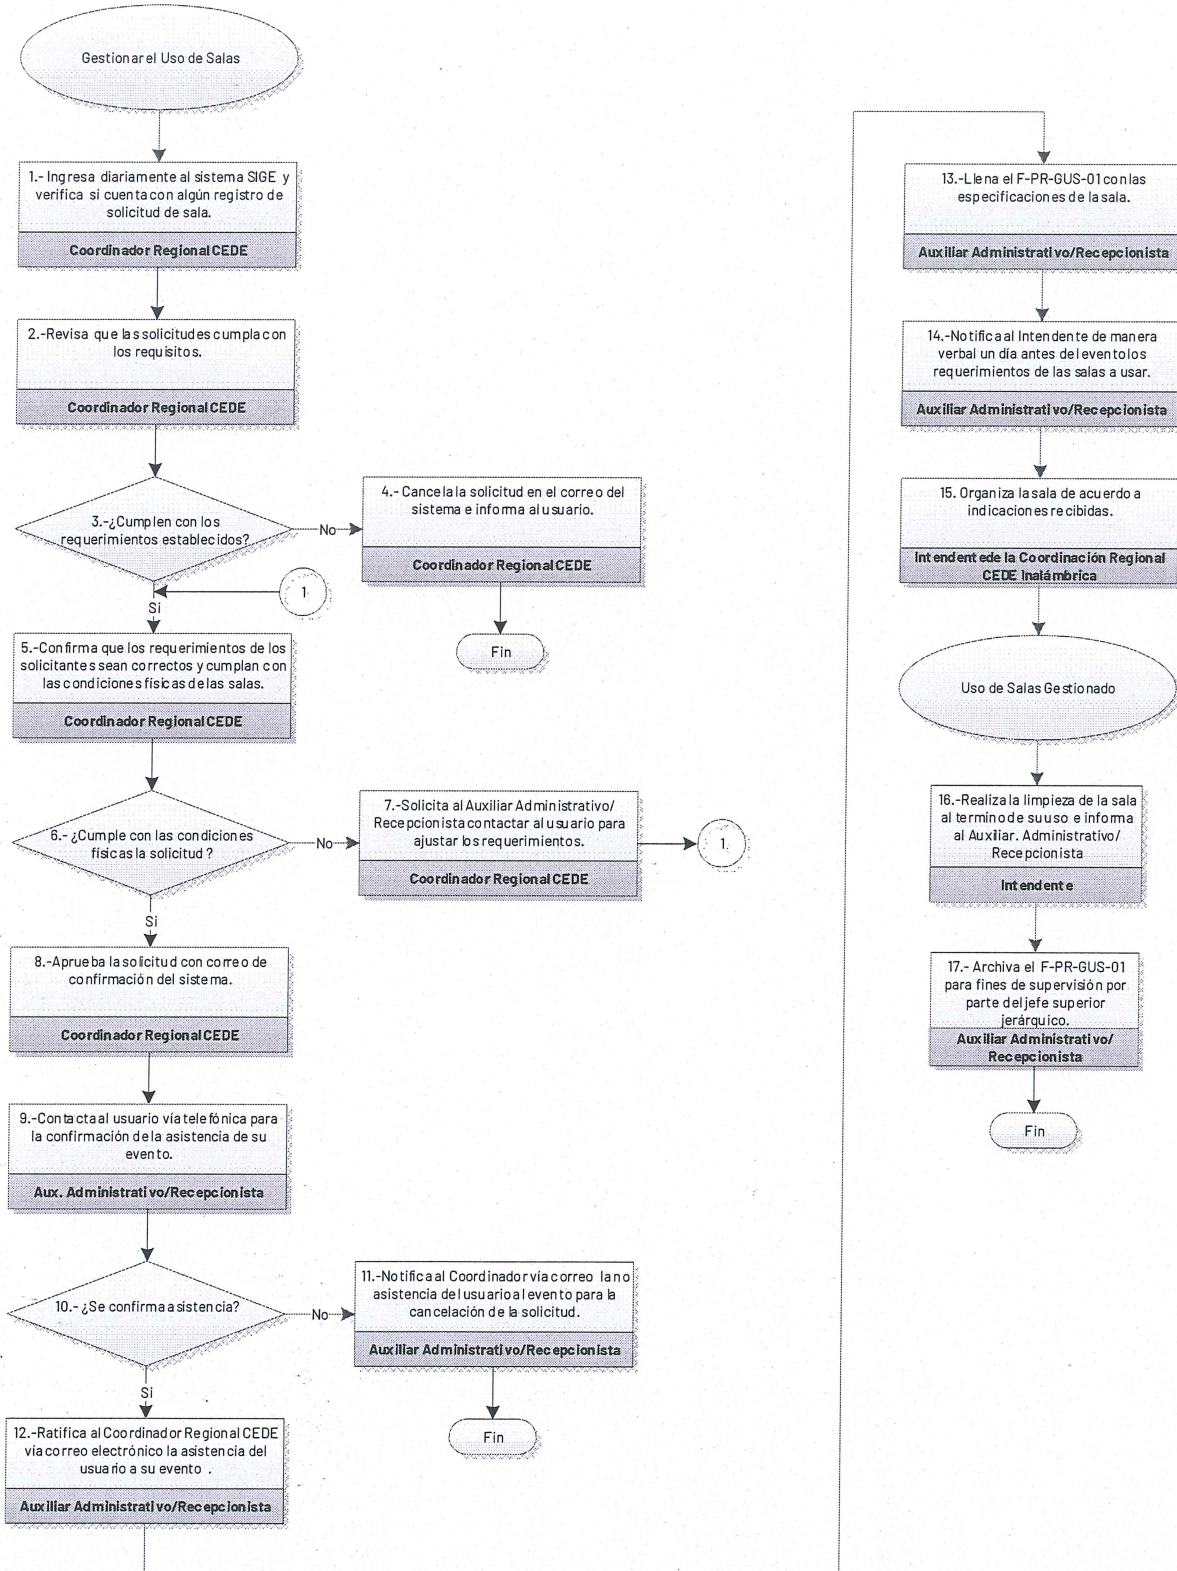 Gestionar el Uso de Salas
1.- Ingresa diariamente al sistema SIGE y
verifica si cuenta con algún registro de
solicitud de sala.
Coordinador Regional CEDE
2.-Revisa que las solicitudes cumpla con
los requisitos.
Coordinador Regional CEDE
3.-¿Cumplen con los
requerimientos establecidos?
No
4.- Cancela la solicitud en el correo del
sistema e informa al usuario.
Coordinador Regional CEDE
Fin
1
Si
5.-Confirma que los requerimientos de los
solicitantes sean correctos y cumplan con
las condiciones físicas de las salas.
Coordinador Regional CEDE
6.- ¿Cumple con las condiciones
físicas la solicitud ?
No
7.-Solicita al Auxiliar Administrativo/
Recepcionista contactar al usuario para
ajustar los requerimientos.
Coordinador Regional CEDE
1
Si
8.-Aprueba la solicitud con correo de
confirmación del sistema.
Coordinador Regional CEDE
9.-Contacta al usuario vía telefónica para
la confirmación de la asistencia de su
evento.
Aux. Administrativo/Recepcionista
10.- ¿Se confirma asistencia?
No
11.-Notifica al Coordinador vía correo la no
asistencia del usuario al evento para la
cancelación de la solicitud.
Auxiliar Administrativo/Recepcionista
Fin
Si
12.-Ratifica al Coordinador Regional CEDE
vía correo electrónico la asistencia del
usuario a su evento .
Auxiliar Administrativo/Recepcionista
13.-Llena el F-PR-GUS-01 con las
especificaciones de la sala.
Auxiliar Administrativo/Recepcionista
14.-Notifica al Intendente de manera
verbal un día antes del evento los
requerimientos de las salas a usar.
Auxiliar Administrativo/Recepcionista
15. Organiza la sala de acuerdo a
indicaciones recibidas.
Intendente de la Coordinación Regional
CEDE Inalámbrica
Uso de Salas Gestionado
16.-Realiza la limpieza de la sala
al termino de su uso e informa
al Auxiliar. Administrativo/
Recepcionista
Intendente
17.- Archiva el F-PR-GUS-01
para fines de supervisión por
parte del jefe superior
jerárquico.
Auxiliar Administrativo/
Recepcionista
Fin